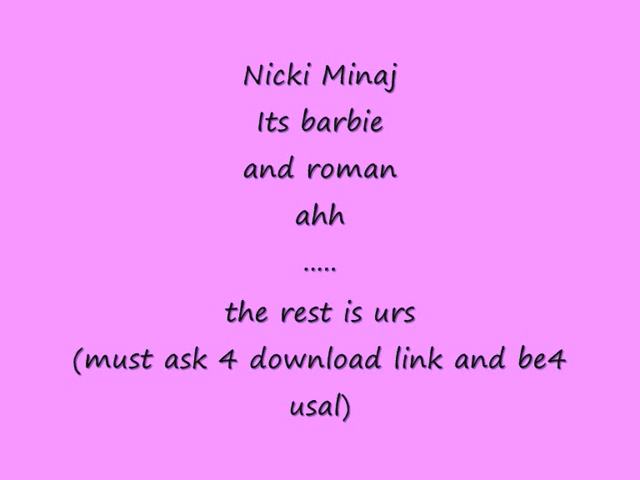 Nicki Minaj
Its barbie
and roman
ahh
.....
the rest is urs
(must ask 4 download link and be4
usal)